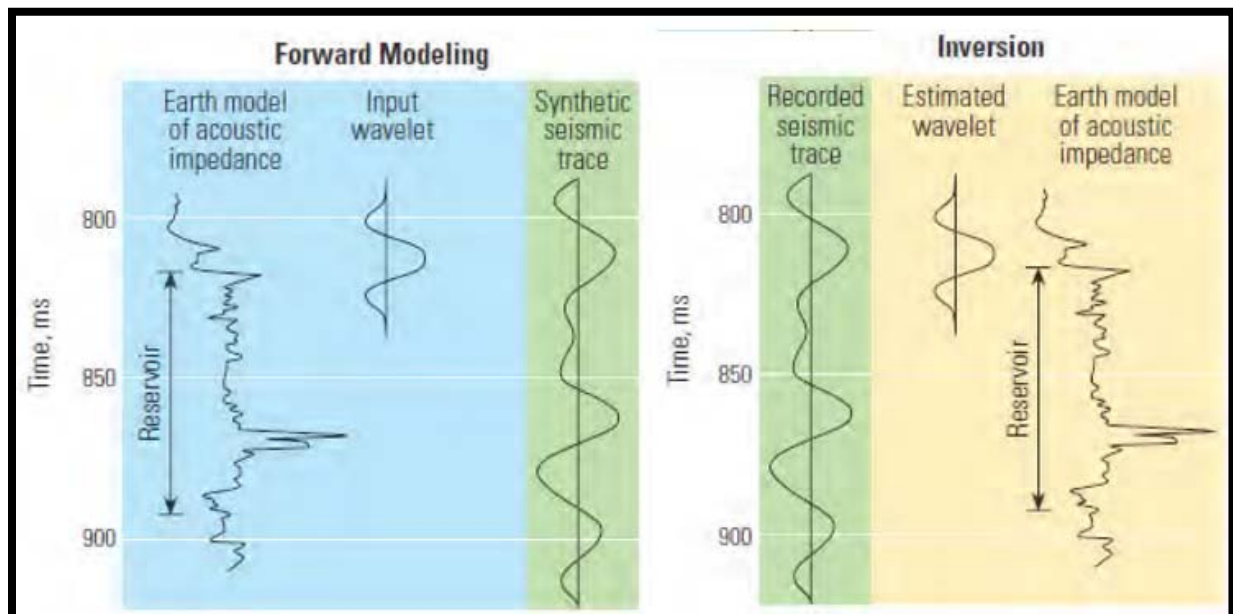 Forward Modeling
Earth model
of acoustic
impedance
Input
wavelet
Synthetic
seismic
trace
800
850
900
Time, ms
Reservoir
Inversion
Recorded
seismic
trace
Estimated
wavelet
Earth model
of acoustic
impedance
800
850
900
Time, ms
Reservoir